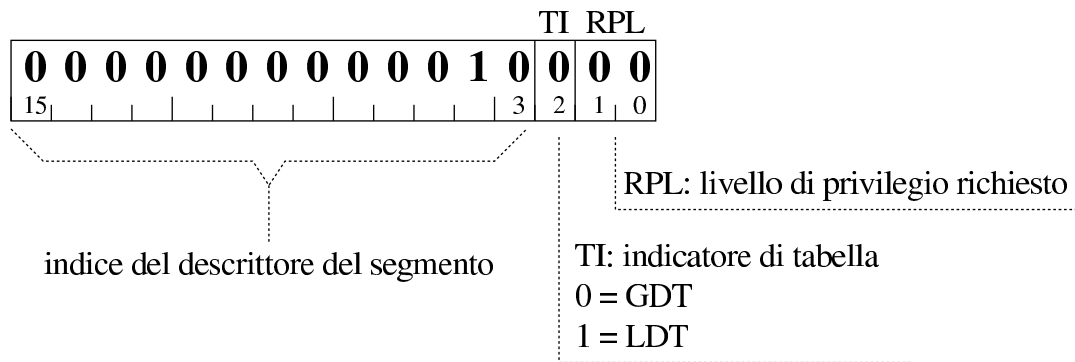 TI RPL
0 0 0 0 0 0 0 0 0 0 0 1 0 0 0 0
15 3 2 1 0
RPL: livello di privilegio richiesto
indice del descrittore del segmento
TI: indicatore di tabella
0 = GDT
1 = LDT